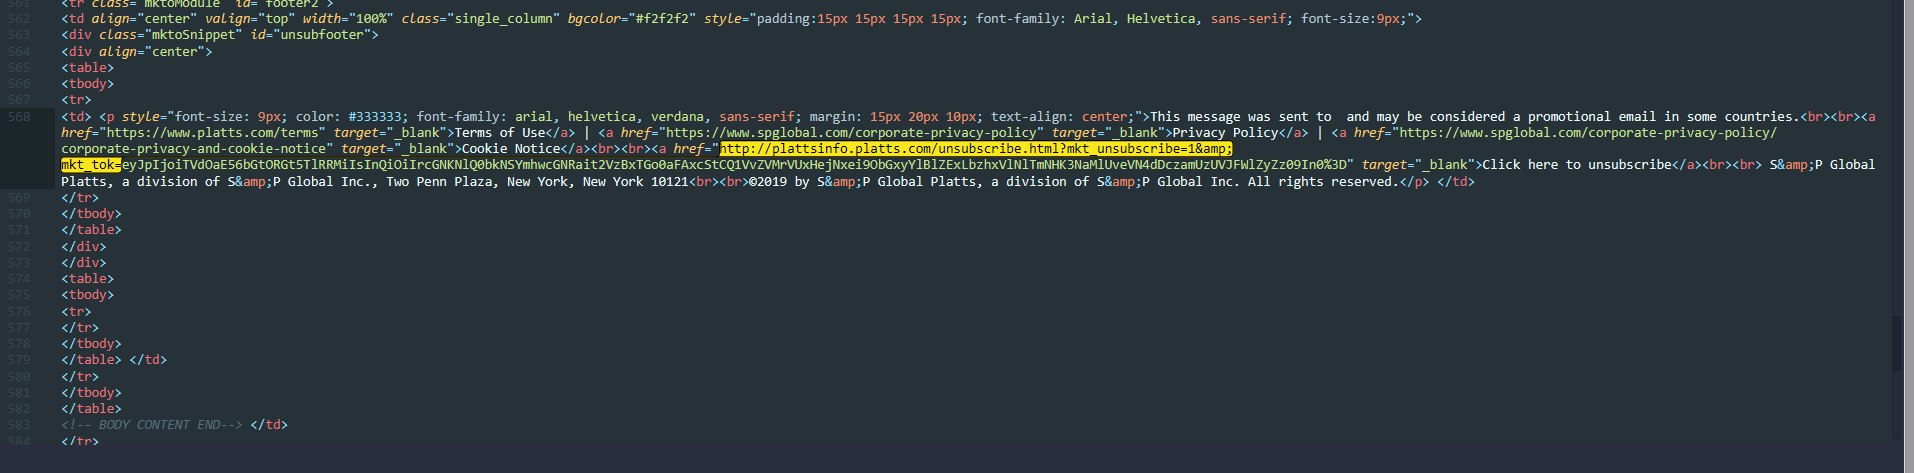 561 <tr class="mktoModule" id="footer2">
562 <td align="center" valign="top" width="100%" class="single_column" bgcolor="#f2f2f2" style="padding:15px 15px 15px 15px; font-family: Arial, Helvetica, sans-serif; font-size:9px;">
563 <div class="mktoSnippet" id="unsubfooter">
564 <div align="center">
565 <table>
566 <tbody>
567 <tr>
568 <td> <p style="font-size: 9px; color: #333333; font-family: arial, helvetica, verdana, sans-serif; margin: 15px 20px 10px; text-align: center;">This message was sent to  and may be considered a promotional email in some countries.<br><br><a
href="https://www.platts.com/terms" target="_blank">Terms of Use</a> | <a href="https://www.spglobal.com/corporate-privacy-policy" target="_blank">Privacy Policy</a> | <a href="https://www.spglobal.com/corporate-privacy-policy/
corporate-privacy-and-cookie-notice" target="_blank">Cookie Notice</a><br><br><a href="http://plattsinfo.platts.com/unsubscribe.html?mkt_unsubscribe=1&amp;
mkt_tok=eyJpIjoiTVdOaE56bGtORGt5TlRRMiIsInQiOiIrcGNKNlQ0bkNSYmhwcGNRait2VzBxTGo0aFAxcStCQ1VvZVMrVUxHejNxei9ObGxyYlBlZExLbzhxVlNlTmNHK3NaMlUveVN4dDczamUzUVJFWlZyZz09In0%3D" target="_blank">Click here to unsubscribe</a><br><br> S&amp;P Global
Platts, a division of S&amp;P Global Inc., Two Penn Plaza, New York, New York 10121<br><br>©2019 by S&amp;P Global Platts, a division of S&amp;P Global Inc. All rights reserved.</p> </td>
569 </tr>
570 </tbody>
571 </table>
572 </div>
573 </div>
574 <table>
575 <tbody>
576 <tr>
577 </tr>
578 </tbody>
579 </table> </td>
580 </tr>
581 </tbody>
582 </table>
583 <!-- BODY CONTENT END--> </td>
584 </tr>